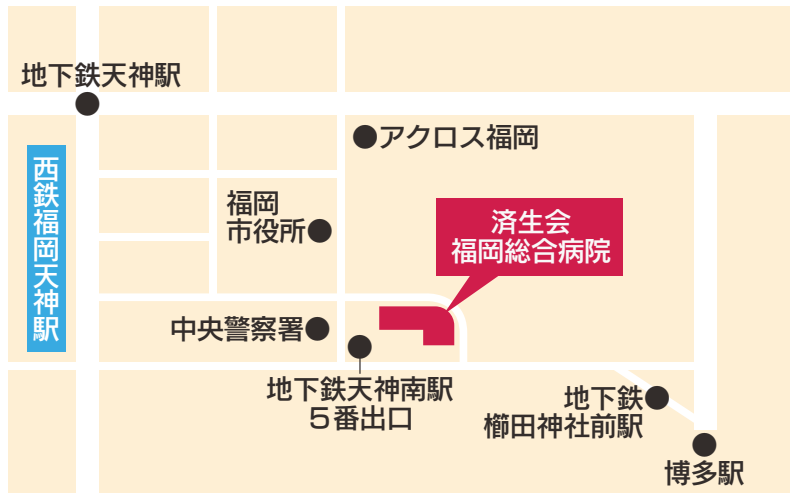 地下鉄天神駅
アクロス福岡
西鉄福岡天神駅
福岡
市役所
済生会
福岡総合病院
中央警察署
地下鉄天神南駅
5番出口
地下鉄
櫛田神社前駅
博多駅